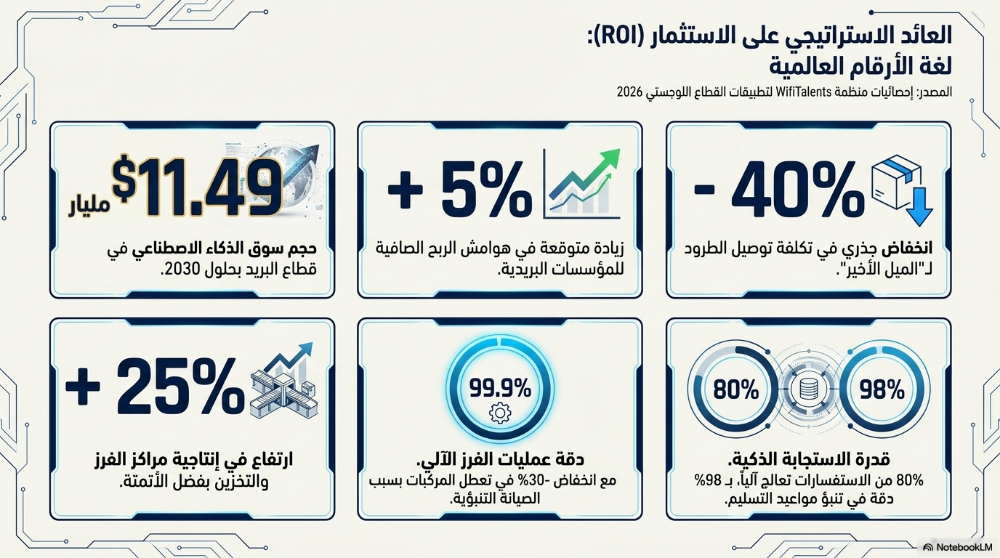 العائد الاستراتيجي على الاستثمار (ROI):
لغة الأرقام العالمية
المصدر: إحصائيات منظمة WifiTalents لتطبيقات القطاع اللوجستي 2026
- 40%
انخفاض جذري في تكلفة توصيل الطرود
لـ"الميل الأخير".
+ 5%
زيادة متوقعة في هوامش الربح الصافية
للمؤسسات البريدية.
$11.49 مليار
حجم سوق الذكاء الاصطناعي في
قطاع البريد بحلول 2030.
98%
80%
قدرة الاستجابة الذكية.
80% من الاستفسارات تعالج آلياً، بـ 98%
دقة في تنبؤ مواعيد التسليم.
99.9%
دقة عمليات الفرز الآلي.
مع انخفاض -30% في تعطل المركبات بسبب
الصيانة التنبؤية.
+ 25%
ارتفاع في إنتاجية مراكز الفرز
والتخزين بفضل الأتمتة.
NotebookLM